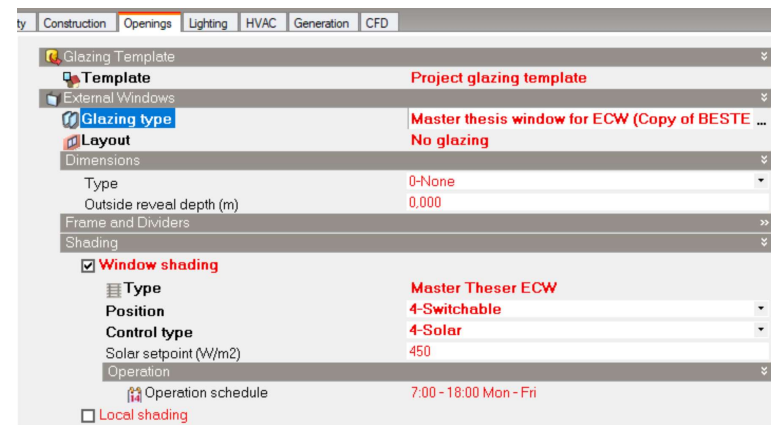 ty Construction Openings Lighting HVAC Generation CFD
Glazing Template
Template Project glazing template
External Windows
Glazing type Master thesis window for ECW (Copy of BESTE ...
Layout No glazing
Dimensions
Type 0-None
Outside reveal depth (m) 0,000
Frame and Dividers
Shading
Window shading
Type Master Theser ECW
Position 4-Switchable
Control type 4-Solar
Solar setpoint (W/m2) 450
Operation
Operation schedule 7:00 - 18:00 Mon - Fri
Local shading